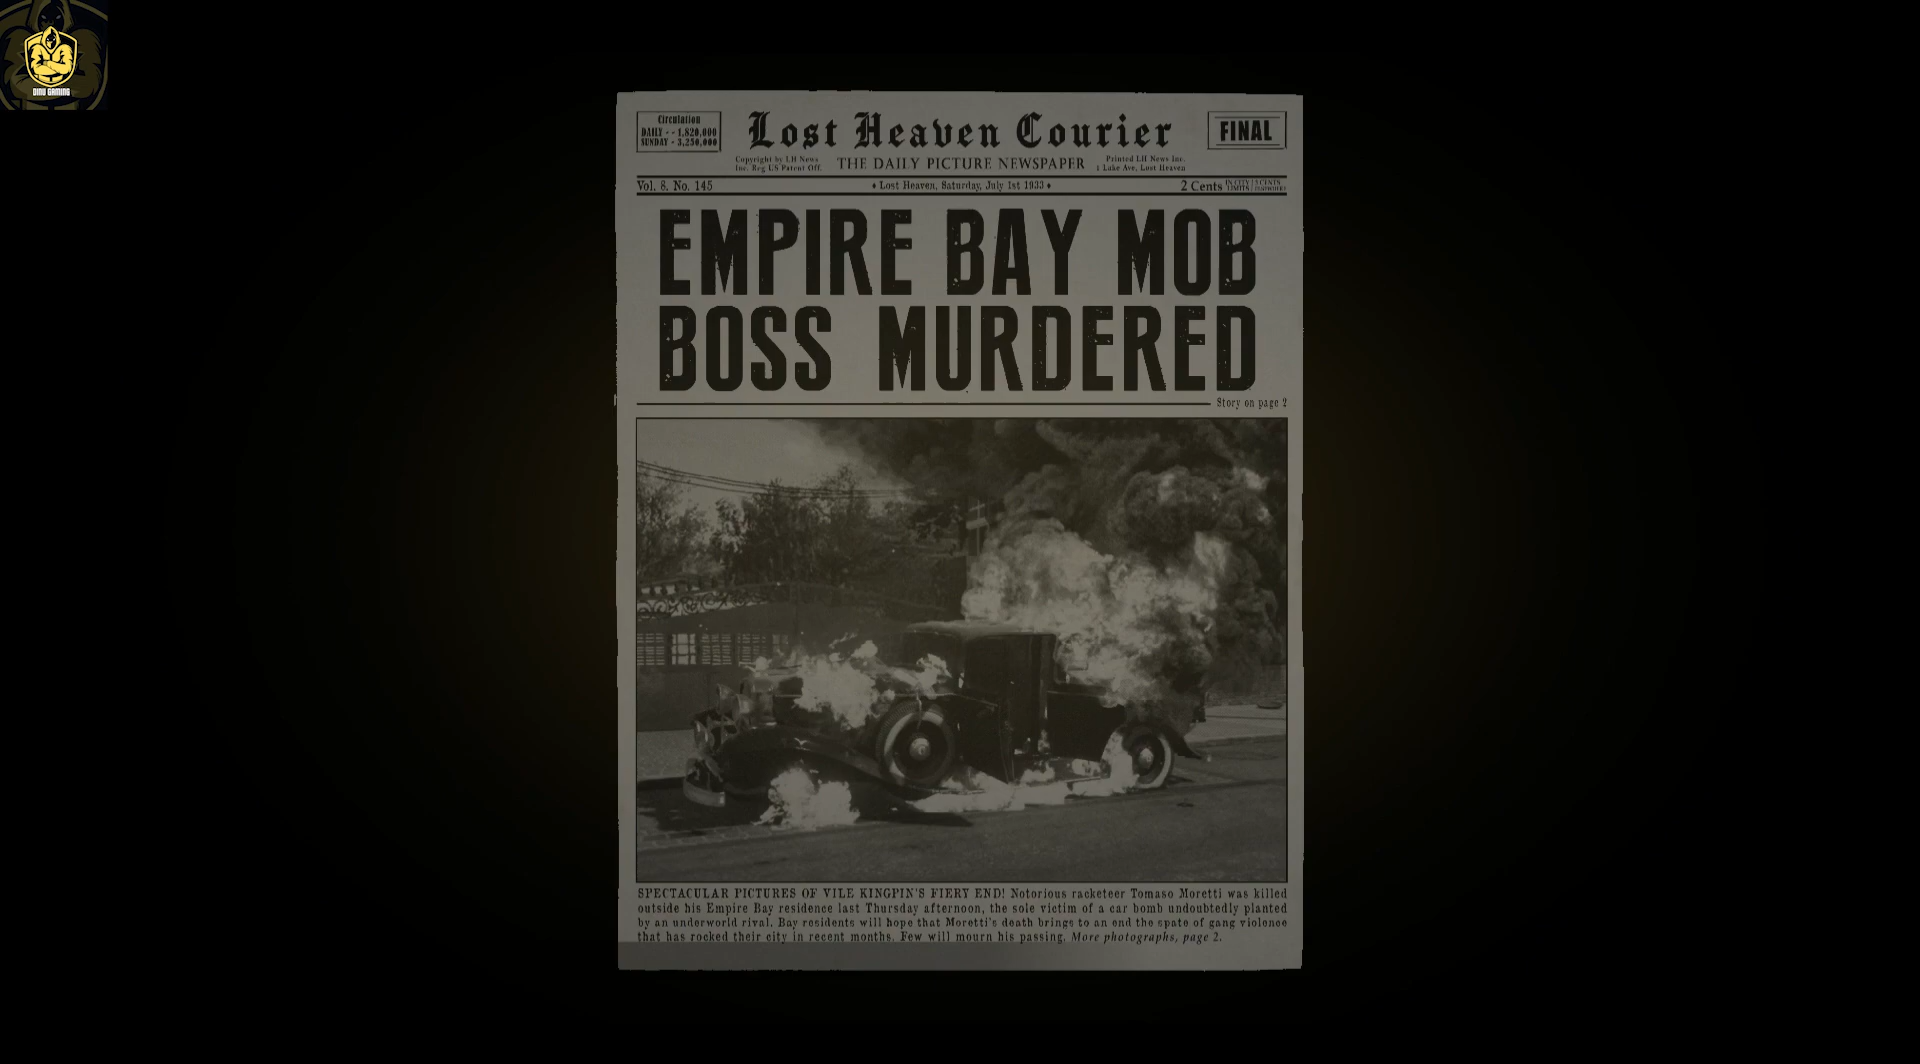 DINU GAMING
Circulation
DAILY - - 1,820,000
SUNDAY - 3,250,000
Lost Heaven Courier
FINAL
Copyright by LH News
Inc. Reg US Patent Off.
THE DAILY PICTURE NEWSPAPER
Printed LH News Inc.
1 Lake Ave, Lost Heaven
Vol. 8. No. 145
♦ Lost Heaven, Saturday, July 1st 1933 ♦
2 Cents IN CITY LIMITS
EMPIRE BAY MOB
BOSS MURDERED
Story on page 2
SPECTACULAR PICTURES OF VILE KINGPIN'S FIERY END! Notorious racketeer Tomaso Moretti was killed
outside his Empire Bay residence last Thursday afternoon, the sole victim of a car bomb undoubtedly planted
by an underworld rival. Bay residents will hope that Moretti's death brings to an end the spate of gang violence
that has rocked their city in recent months. Few will mourn his passing. More photographs, page 2.